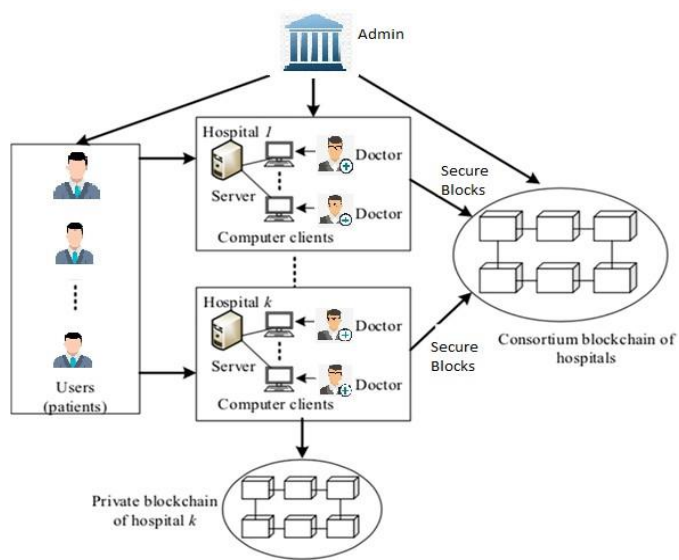 Admin
Hospital 1
Doctor
Server
Doctor
Computer clients
Secure
Blocks
Hospital k
Doctor
Server
Doctor
Computer clients
Secure
Blocks
Users
(patients)
Consortium blockchain of
hospitals
Private blockchain
of hospital k